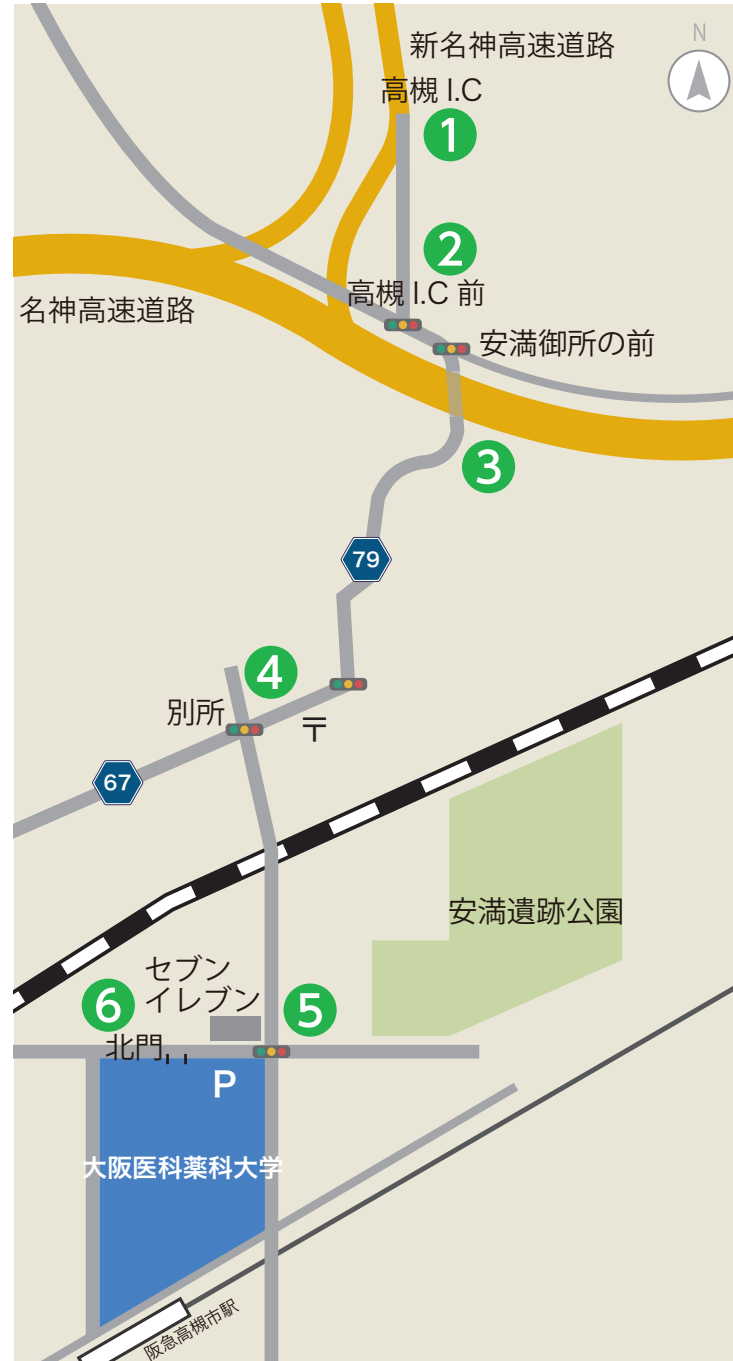 N
新名神高速道路
高槻 I.C
1
2
高槻 I.C 前
名神高速道路
安満御所の前
3
79
4
別所
〒
67
安満遺跡公園
セブン
イレブン
6
5
北門
P
大阪医科薬科大学
阪急高槻市駅